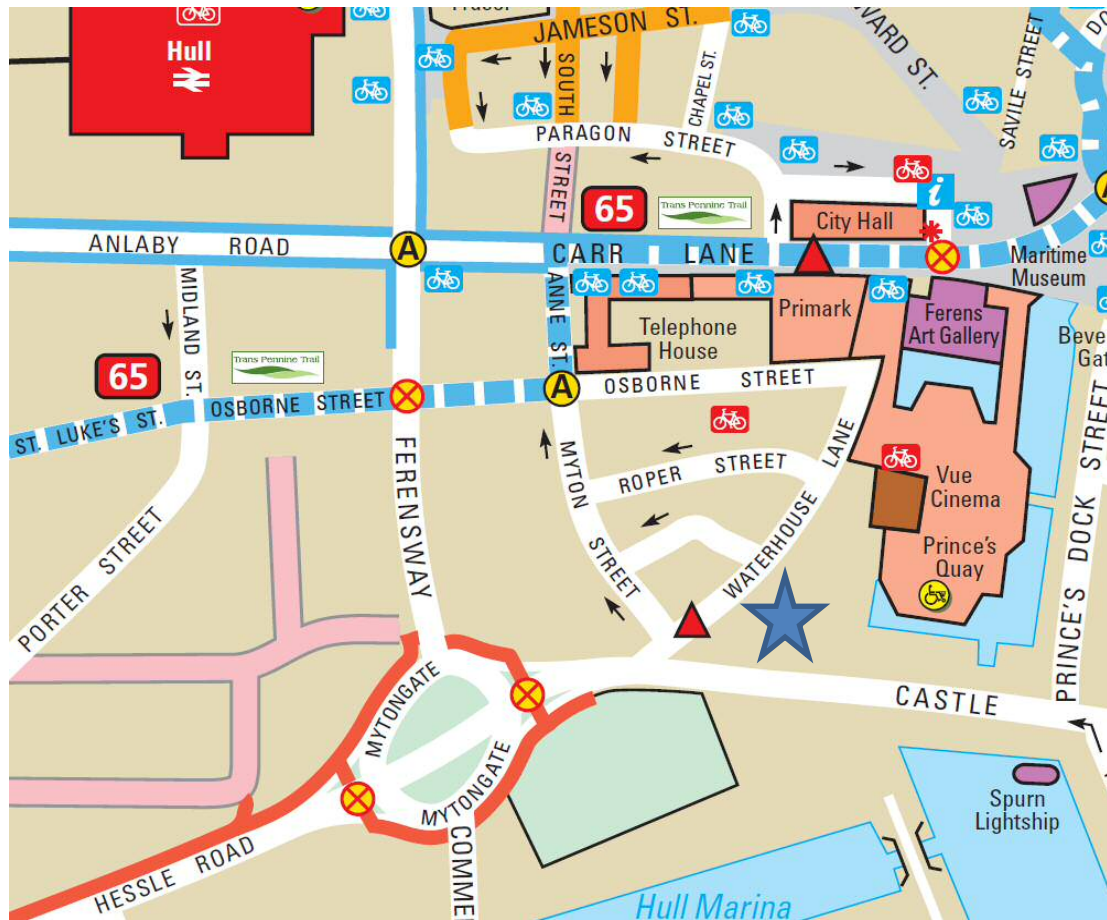 JAMESON ST.
Hull
SOUTH
STREET
CHAPEL ST.
SAVILE STREET
PARAGON STREET
65
Trans Pennine Trail
i
City Hall
A
ANLABY ROAD
A
CARR LANE
Maritime
Museum
MIDLAND ST.
ANNE ST.
Primark
Telephone
House
Ferens
Art Gallery
65
Trans Pennine Trail
ST. LUKE'S ST.
OSBORNE STREET
A
OSBORNE STREET
FERENSWAY
MYTON
STREET
ROPER STREET
WATERHOUSE LANE
Vue
Cinema
Prince's
Quay
PRINCE'S DOCK STREET
PORTER STREET
MYTONGATE
MYTONGATE
CASTLE
HESSLE ROAD
Spurn
Lightship
Hull Marina